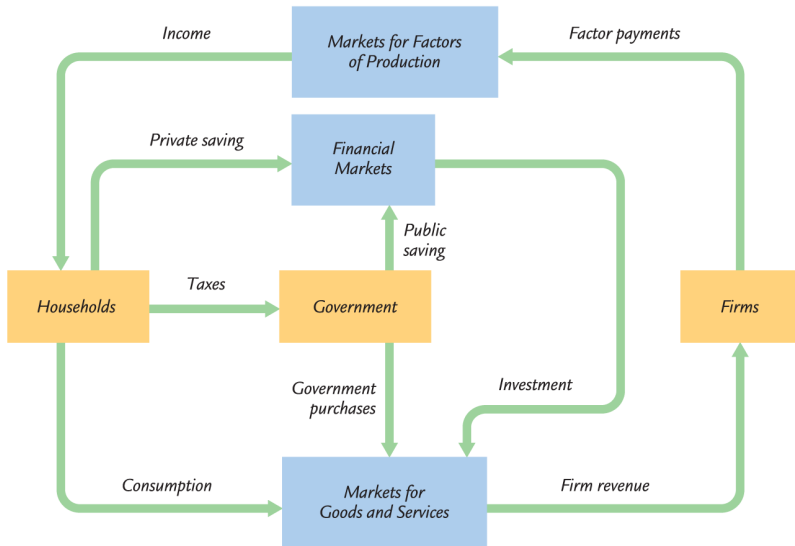 Income
Markets for Factors
of Production
Factor payments
Private saving
Financial
Markets
Public
saving
Taxes
Households
Government
Firms
Government
purchases
Investment
Consumption
Markets for
Goods and Services
Firm revenue